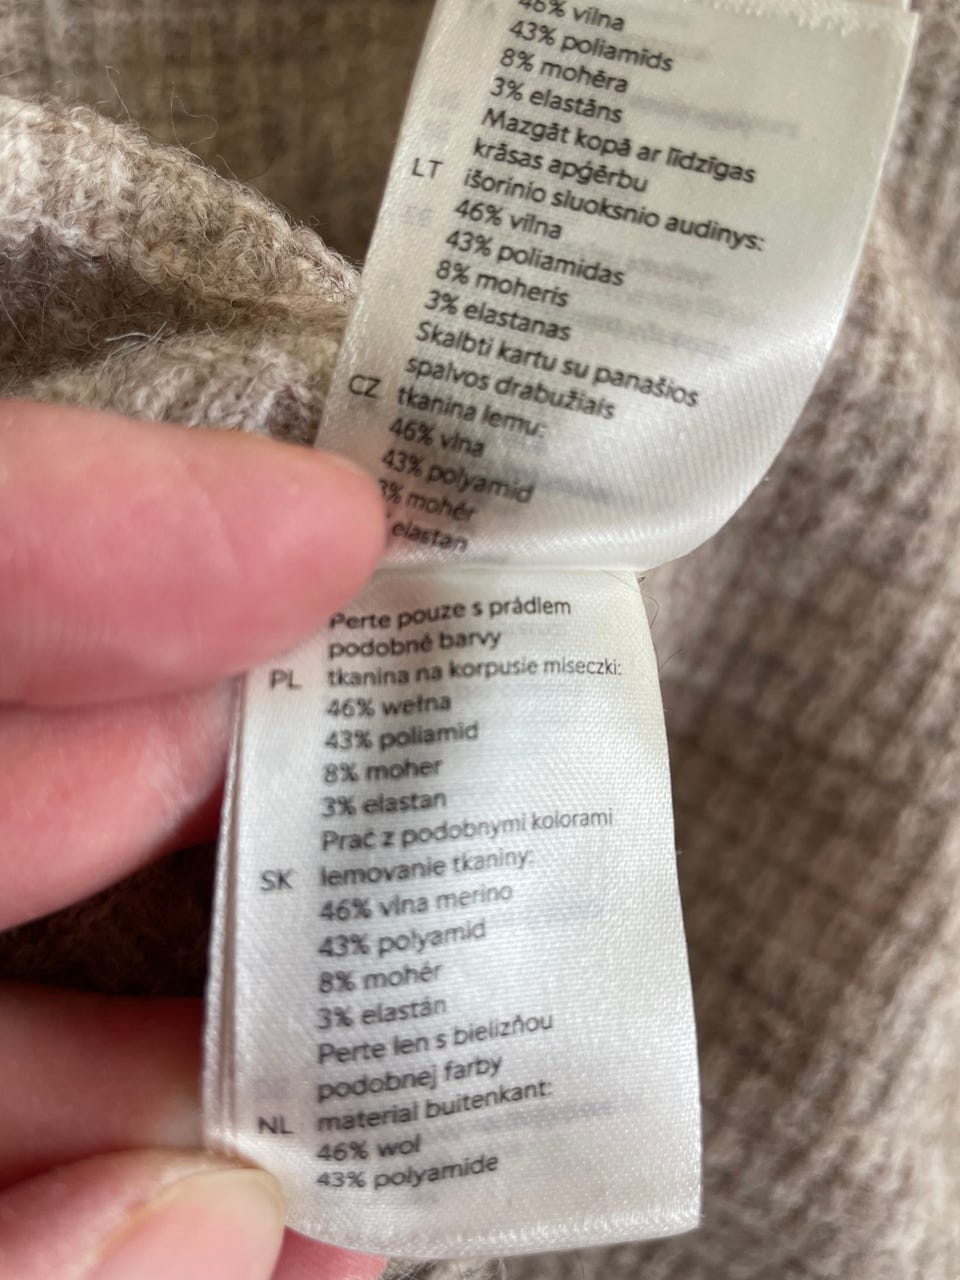 46% vilna
43% poliamīds
8% mohēra
3% elastāns
Mazgāt kopā ar līdzīgas
krāsas apģērbu
LT išorinio sluoksnio audinys:
46% vilna
43% poliamidas
8% moheris
3% elastanas
Skalbti kartu su panašios
spalvos drabužiais
CZ tkanina lemu:
46% vlna
43% polyamid
8% mohér
elastan
Perte pouze s prádlem
podobné barvy
PL tkanina na korpusie miseczki:
46% wełna
43% poliamid
8% moher
3% elastan
Prać z podobnymi kolorami
SK lemovanie tkaniny:
46% vlna merino
43% polyamid
8% mohér
3% elastán
Perte len s bielizňou
podobnej farby
NL material buitenkant:
46% wol
43% polyamide